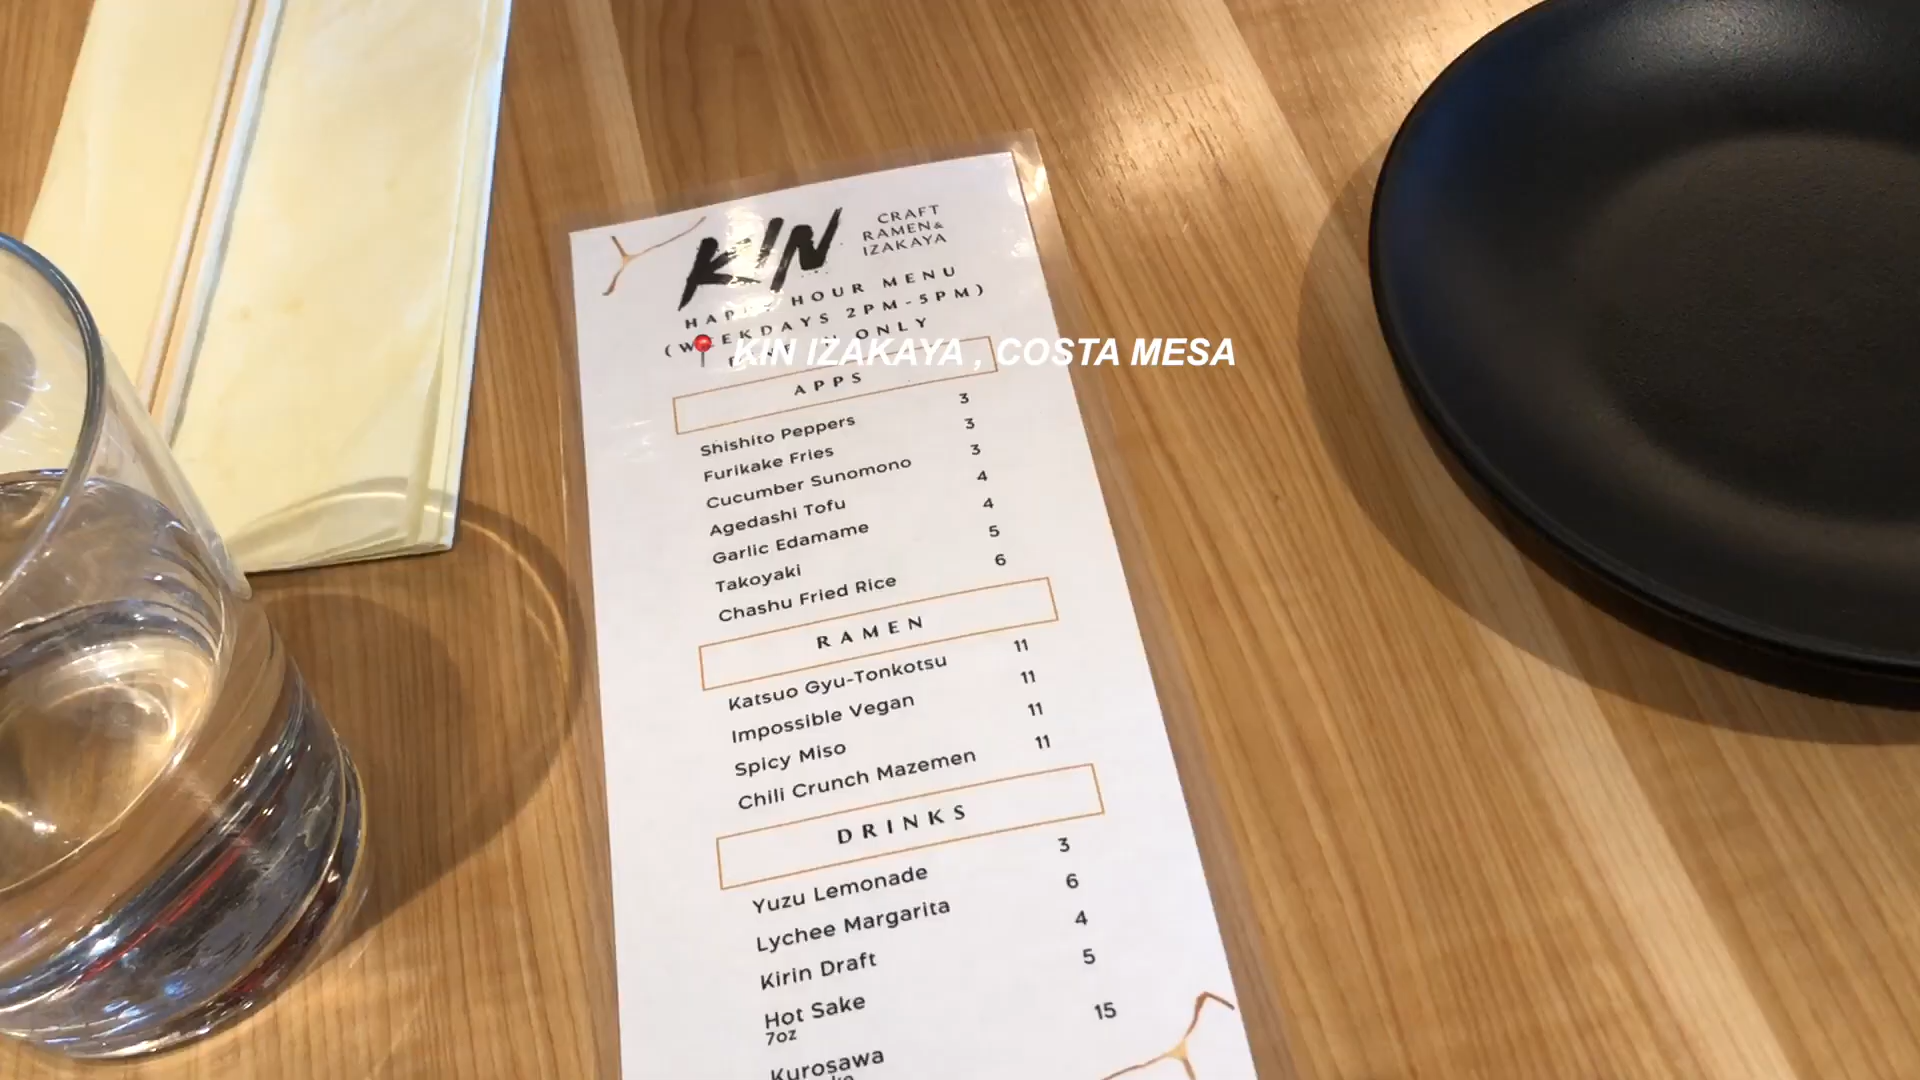 KIN
CRAFT
RAMEN&
IZAKAYA
HOUR MENU
2PM-5PM)
ONLY
KIN IZAKAYA , COSTA MESA
APPS
Shishito Peppers 3
Furikake Fries 3
Cucumber Sunomono 3
Agedashi Tofu 4
Garlic Edamame 4
Takoyaki 5
Chashu Fried Rice 6
RAMEN
Katsuo Gyu-Tonkotsu 11
Impossible Vegan 11
Spicy Miso 11
Chili Crunch Mazemen 11
DRINKS
Yuzu Lemonade 3
Lychee Margarita 6
Kirin Draft 4
Hot Sake 5
7oz
Kurosawa 15